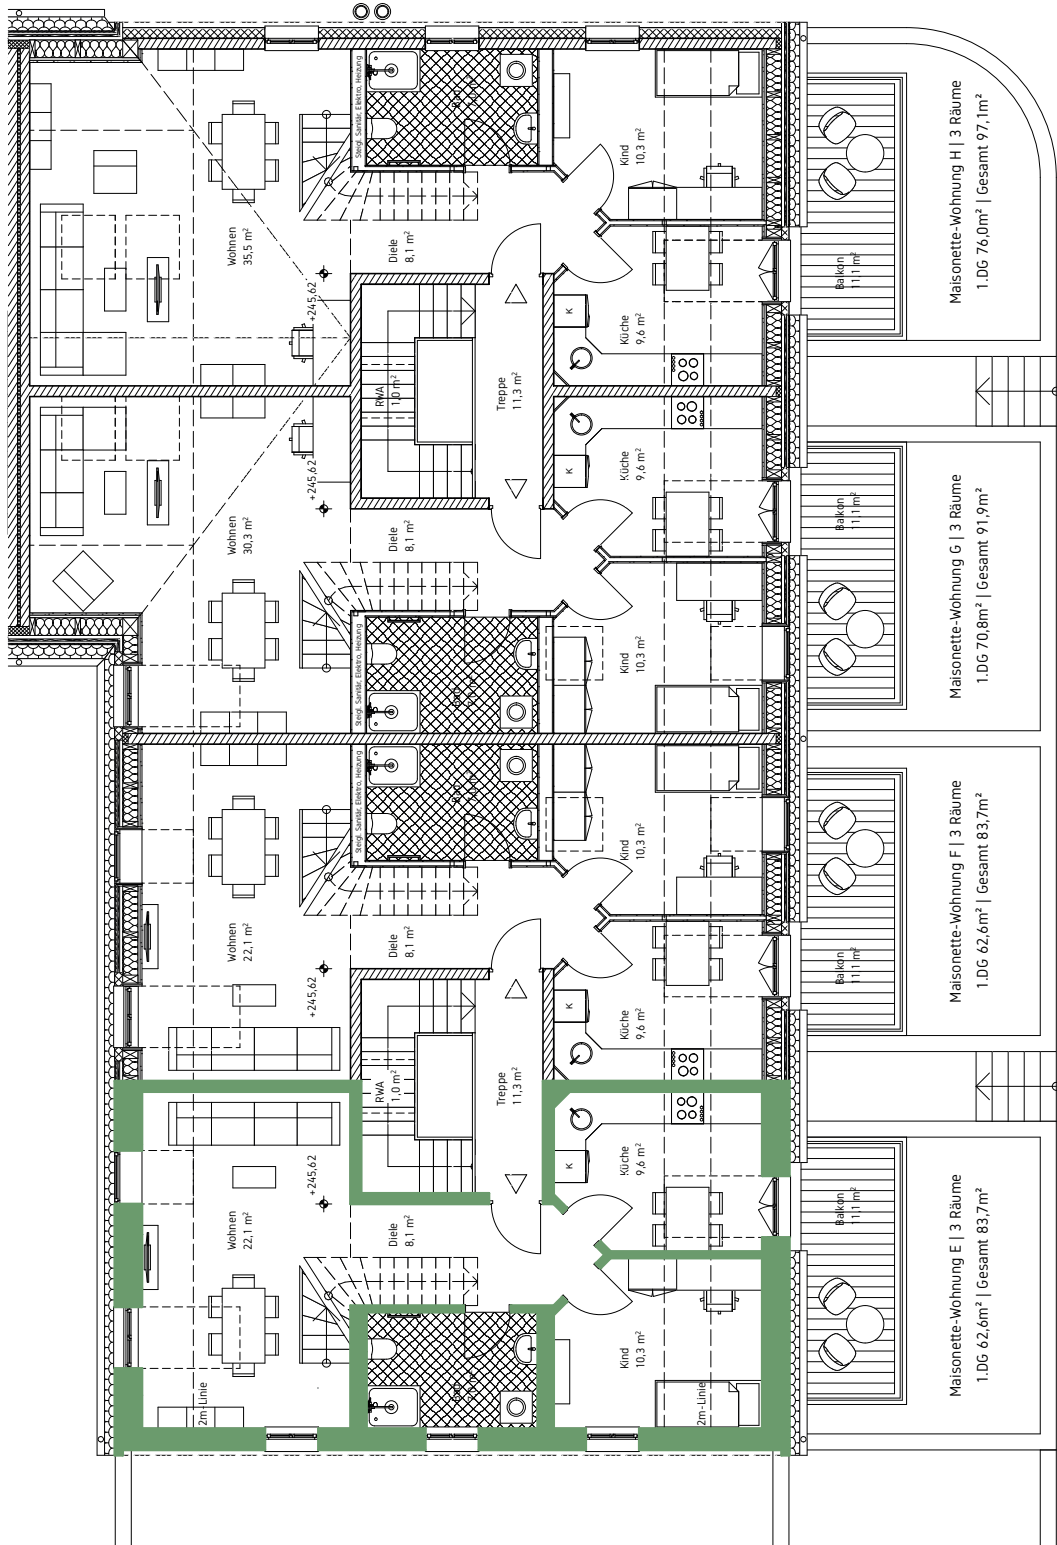 Steigl. Sanitär, Elektro, Heizung
Bad
Kind
10,3 m²
Wohnen
35,5 m²
Diele
8,1 m²
+245,62
Küche
9,6 m²
K
Balkon
11,1 m²
Maisonette-Wohnung H | 3 Räume
1.DG 76,0m² | Gesamt 97,1m²
RWA
1,0 m²
Treppe
11,3 m²
Wohnen
30,3 m²
+245,62
Diele
8,1 m²
Küche
9,6 m²
K
Balkon
11,1 m²
Steigl. Sanitär, Elektro, Heizung
Bad
Kind
10,3 m²
Maisonette-Wohnung G | 3 Räume
1.DG 70,8m² | Gesamt 91,9m²
Steigl. Sanitär, Elektro, Heizung
Bad
Kind
10,3 m²
Wohnen
22,1 m²
Diele
8,1 m²
+245,62
Küche
9,6 m²
K
Balkon
11,1 m²
Maisonette-Wohnung F | 3 Räume
1.DG 62,6m² | Gesamt 83,7m²
RWA
1,0 m²
Treppe
11,3 m²
Wohnen
22,1 m²
+245,62
Diele
8,1 m²
Küche
9,6 m²
K
Balkon
11,1 m²
Bad
Kind
10,3 m²
2m-Linie
2m-Linie
Maisonette-Wohnung E | 3 Räume
1.DG 62,6m² | Gesamt 83,7m²